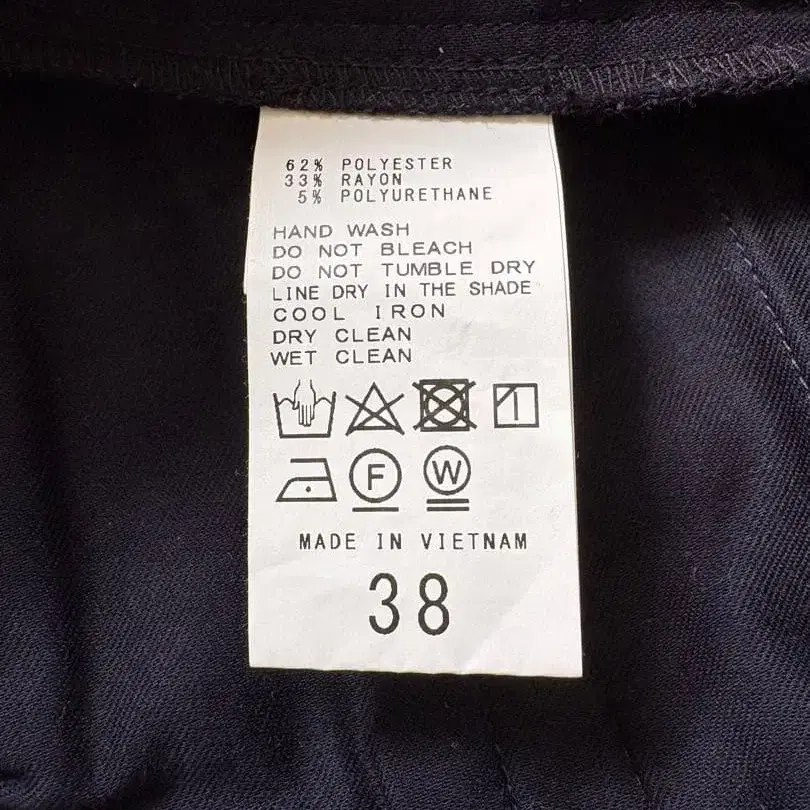 62% POLYESTER
33% RAYON
5% POLYURETHANE
HAND WASH
DO NOT BLEACH
DO NOT TUMBLE DRY
LINE DRY IN THE SHADE
COOL IRON
DRY CLEAN
WET CLEAN
F W
MADE IN VIETNAM
38